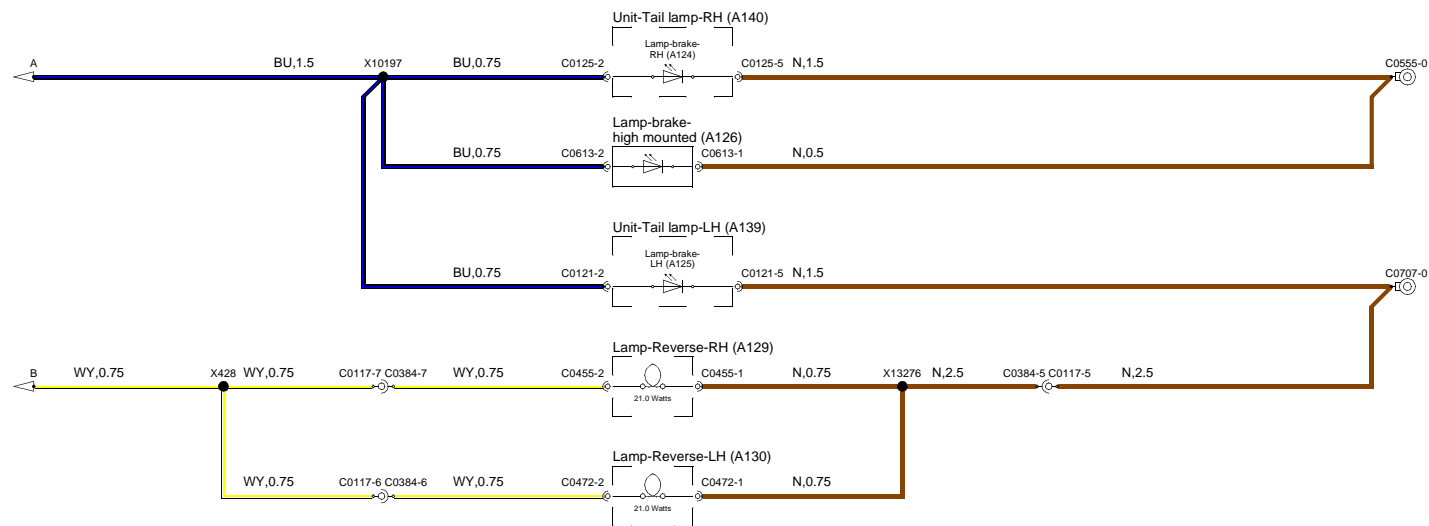 Unit-Tail lamp-RH (A140)
Lamp-brake-
RH (A124)
A
BU,1.5
X10197
BU,0.75
C0125-2
C0125-5
N,1.5
C0555-0
Lamp-brake-
high mounted (A126)
BU,0.75
C0613-2
C0613-1
N,0.5
Unit-Tail lamp-LH (A139)
Lamp-brake-
LH (A125)
BU,0.75
C0121-2
C0121-5
N,1.5
C0707-0
Lamp-Reverse-RH (A129)
B
WY,0.75
X428
WY,0.75
C0117-7
C0384-7
WY,0.75
C0455-2
C0455-1
N,0.75
X13276
N,2.5
C0384-5
C0117-5
N,2.5
21.0 Watts
Lamp-Reverse-LH (A130)
WY,0.75
C0117-6
C0384-6
WY,0.75
C0472-2
C0472-1
N,0.75
21.0 Watts